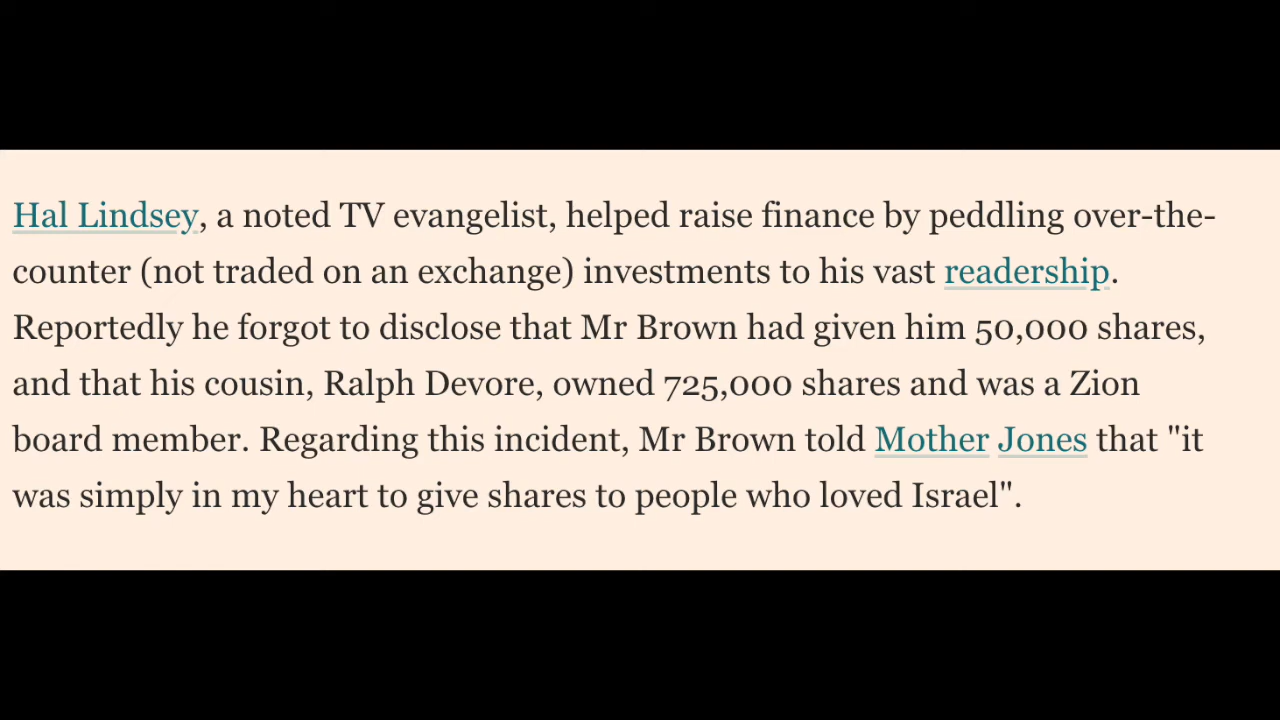 Hal Lindsey, a noted TV evangelist, helped raise finance by peddling over-the-
counter (not traded on an exchange) investments to his vast readership.
Reportedly he forgot to disclose that Mr Brown had given him 50,000 shares,
and that his cousin, Ralph Devore, owned 725,000 shares and was a Zion
board member. Regarding this incident, Mr Brown told Mother Jones that "it
was simply in my heart to give shares to people who loved Israel".